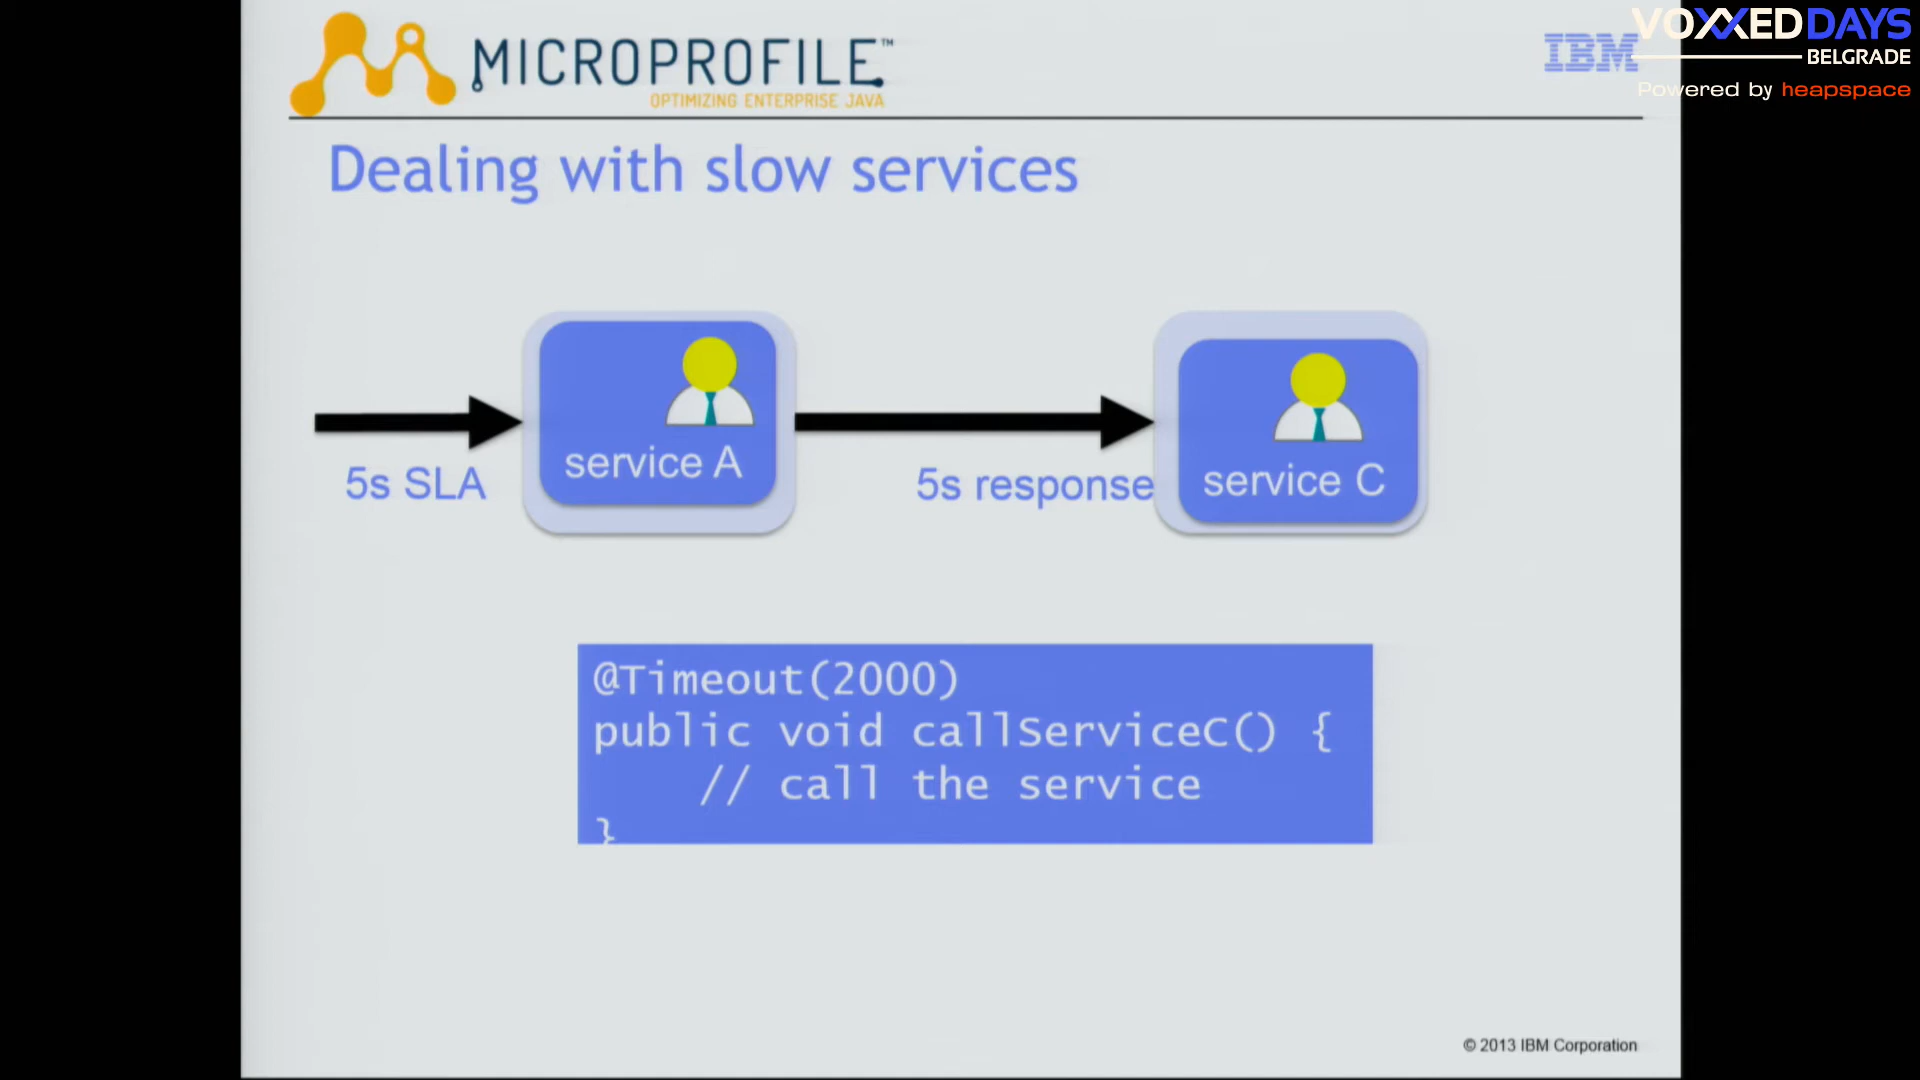 MICROPROFILE™
OPTIMIZING ENTERPRISE JAVA
IBM
VOXXEDDAYS
BELGRADE
Powered by heapspace
Dealing with slow services
service A
service C
5s SLA
5s response
@Timeout(2000)
public void callServiceC() {
// call the service
}
© 2013 IBM Corporation